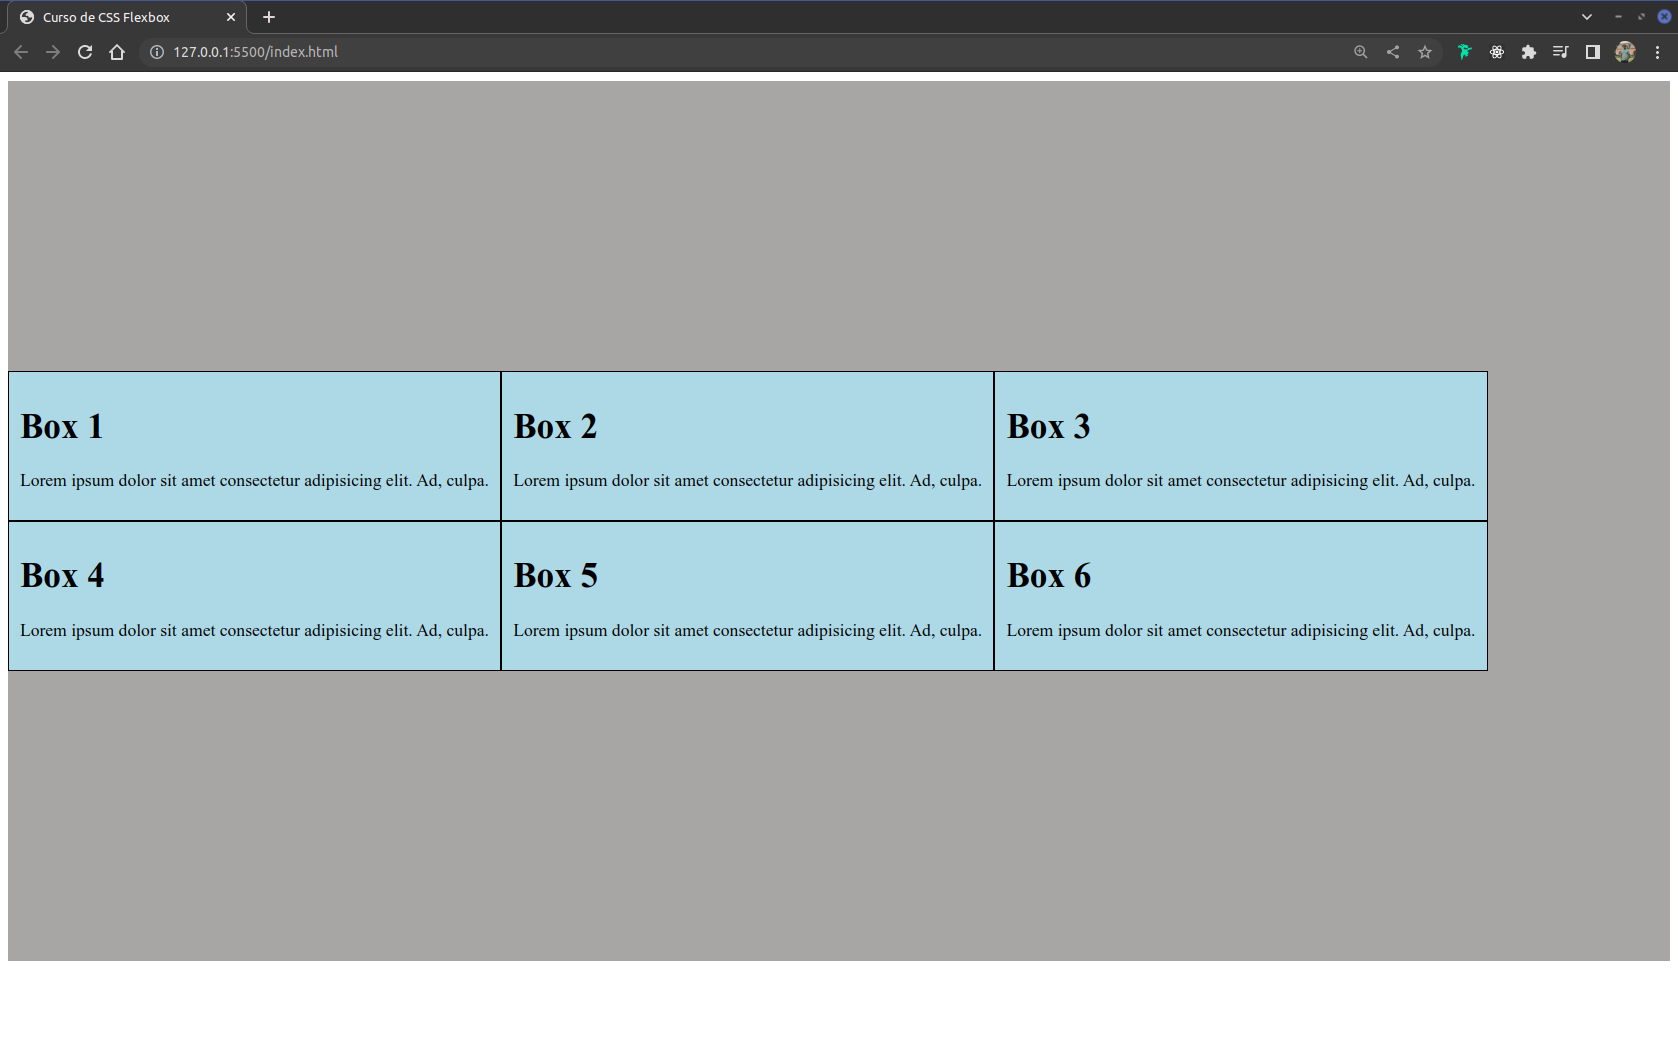 Curso de CSS Flexbox
127.0.0.1:5500/index.html
Box 1
Lorem ipsum dolor sit amet consectetur adipisicing elit. Ad, culpa.
Box 2
Lorem ipsum dolor sit amet consectetur adipisicing elit. Ad, culpa.
Box 3
Lorem ipsum dolor sit amet consectetur adipisicing elit. Ad, culpa.
Box 4
Lorem ipsum dolor sit amet consectetur adipisicing elit. Ad, culpa.
Box 5
Lorem ipsum dolor sit amet consectetur adipisicing elit. Ad, culpa.
Box 6
Lorem ipsum dolor sit amet consectetur adipisicing elit. Ad, culpa.